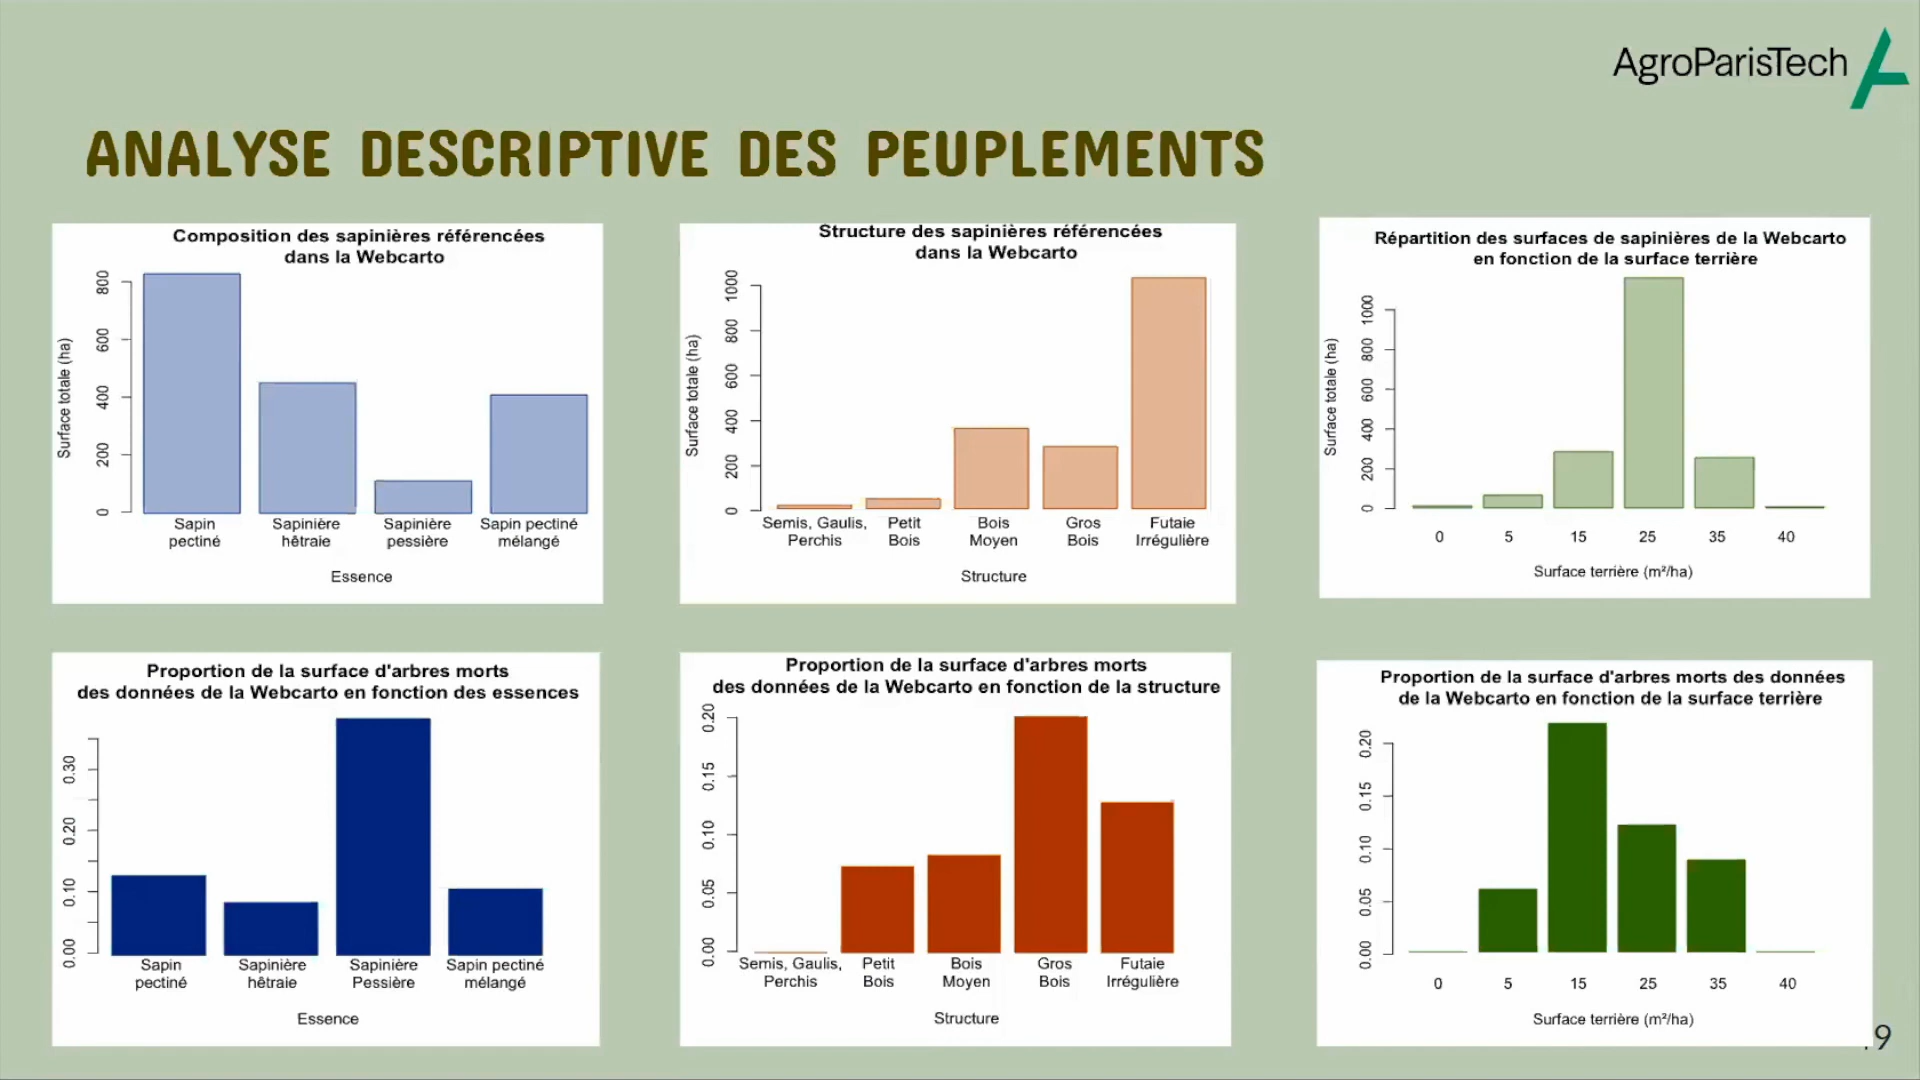 AgroParisTech
ANALYSE DESCRIPTIVE DES PEUPLEMENTS
Composition des sapinières référencées
dans la Webcarto
Surface totale (ha)
800
600
400
200
0
Sapin pectiné
Sapinière hêtraie
Sapinière pessière
Sapin pectiné mélangé
Essence
Structure des sapinières référencées
dans la Webcarto
Surface totale (ha)
1000
800
600
400
200
0
Semis, Gaulis, Perchis
Petit Bois
Bois Moyen
Gros Bois
Futaie Irrégulière
Structure
Répartition des surfaces de sapinières de la Webcarto
en fonction de la surface terrière
Surface totale (ha)
1000
800
600
400
200
0
0 5 15 25 35 40
Surface terrière (m²/ha)
Proportion de la surface d'arbres morts
des données de la Webcarto en fonction des essences
0.30
0.20
0.10
0.00
Sapin pectiné
Sapinière hêtraie
Sapinière Pessière
Sapin pectiné mélangé
Essence
Proportion de la surface d'arbres morts
des données de la Webcarto en fonction de la structure
0.20
0.15
0.10
0.05
0.00
Semis, Gaulis, Perchis
Petit Bois
Bois Moyen
Gros Bois
Futaie Irrégulière
Structure
Proportion de la surface d'arbres morts des données
de la Webcarto en fonction de la surface terrière
0.20
0.15
0.10
0.05
0.00
0 5 15 25 35 40
Surface terrière (m²/ha)
9